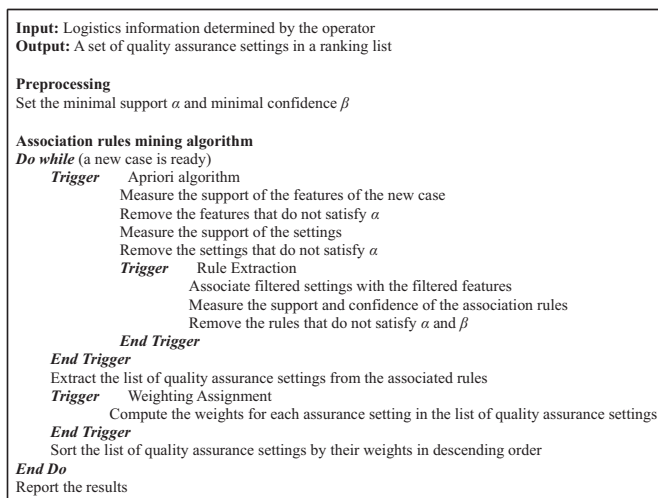 Input: Logistics information determined by the operator
Output: A set of quality assurance settings in a ranking list
Preprocessing
Set the minimal support α and minimal confidence β
Association rules mining algorithm
Do while (a new case is ready)
Trigger Apriori algorithm
Measure the support of the features of the new case
Remove the features that do not satisfy α
Measure the support of the settings
Remove the settings that do not satisfy α
Trigger Rule Extraction
Associate filtered settings with the filtered features
Measure the support and confidence of the association rules
Remove the rules that do not satisfy α and β
End Trigger
End Trigger
Extract the list of quality assurance settings from the associated rules
Trigger Weighting Assignment
Compute the weights for each assurance setting in the list of quality assurance settings
End Trigger
Sort the list of quality assurance settings by their weights in descending order
End Do
Report the results